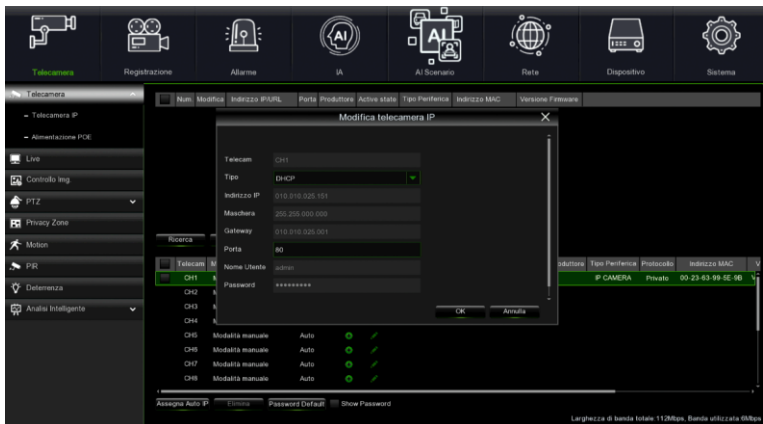 Telecamera Registrazione Allarme IA AI Scenario Rete Dispositivo Sistema
Telecamera
Telecamera IP
Alimentazione POE
Live
Controllo Img
PTZ
Privacy Zone
Motion
PIR
Deterrenza
Analisi Intelligente
Num Modifica Indirizzo IP/URL Porta Produttore Active state Tipo Periferica Indirizzo MAC Versione Firmware
Modifica telecamera IP
Telecam CH1
Tipo DHCP
Indirizzo IP 010.010.025.151
Maschera 255.255.000.000
Gateway 010.010.025.001
Porta 80
Nome Utente admin
Password *********
OK Annulla
Ricerca
Telecam Tipo Periferica Protocollo Indirizzo MAC
CH1 IP CAMERA Privato 00-23-63-99-5E-9B
CH2
CH3
CH4
CH5 Modalità manuale Auto
CH6 Modalità manuale Auto
CH7 Modalità manuale Auto
CH8 Modalità manuale Auto
Assegna Auto IP Elimina Password Default Show Password
Larghezza di banda totale 112Mbps, Banda utilizzata 6Mbps